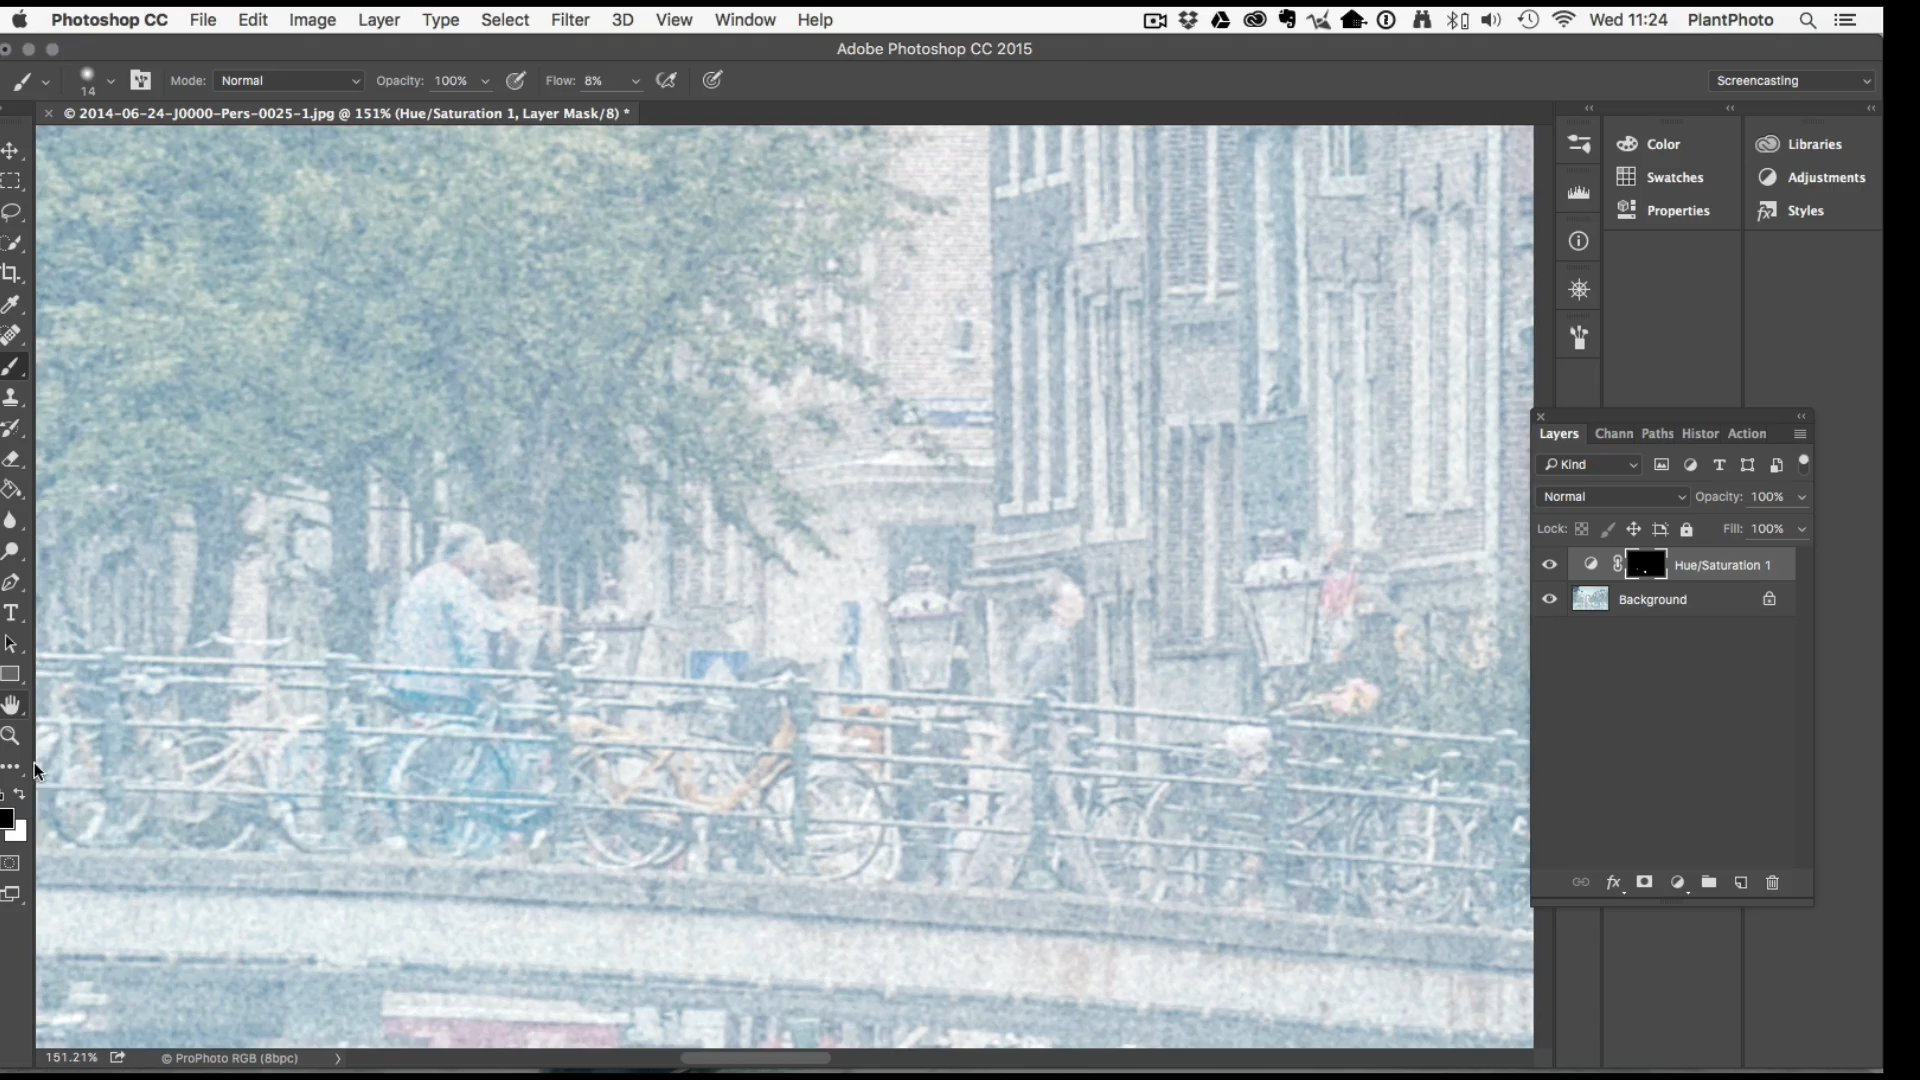 Photoshop CC File Edit Image Layer Type Select Filter 3D View Window Help Wed 11:24 PlantPhoto
Adobe Photoshop CC 2015
14 Mode: Normal Opacity: 100% Flow: 8% Screencasting
© 2014-06-24-J0000-Pers-0025-1.jpg @ 151% (Hue/Saturation 1, Layer Mask/8) *
Color Libraries
Swatches Adjustments
Properties Styles
Layers Chann Paths Histor Action
Kind
Normal Opacity: 100%
Lock: Fill: 100%
Hue/Saturation 1
Background
151.21% © ProPhoto RGB (8bpc)